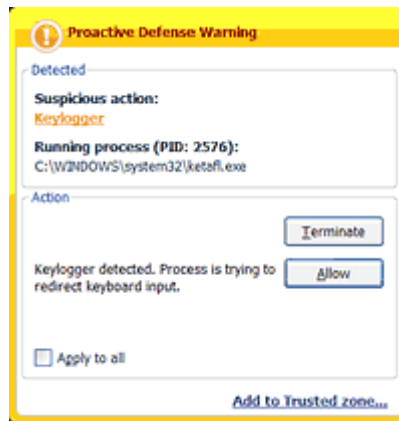 Proactive Defense Warning
Detected
Suspicious action:
Keylogger
Running process (PID: 2576):
C:\WINDOWS\system32\ketafl.exe
Action
Terminate
Keylogger detected. Process is trying to
redirect keyboard input.
Allow
Apply to all
Add to Trusted zone...